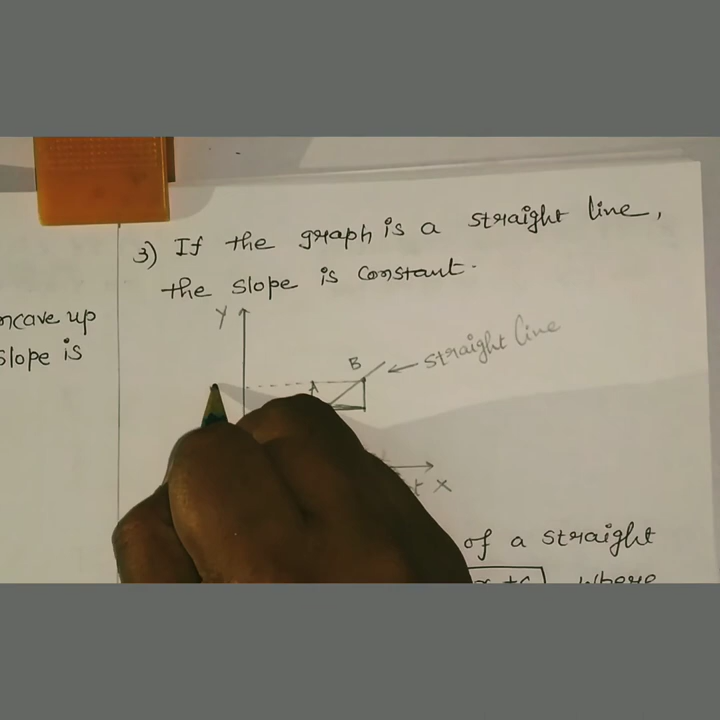 3) If the graph is a straight line,
the slope is constant.
ncave up
slope is
Y
B
← straight line
A
t X
of a straight
+c, where